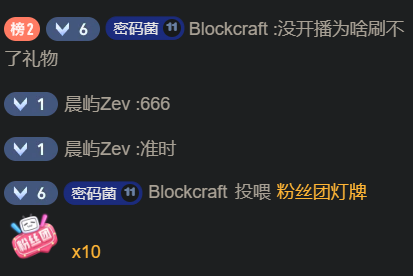 榜2 6 密码菌 11 Blockcraft :没开播为啥刷不
了礼物
1 晨屿Zev :666
1 晨屿Zev :准时
6 密码菌 11 Blockcraft 投喂 粉丝团灯牌
粉丝团 x10